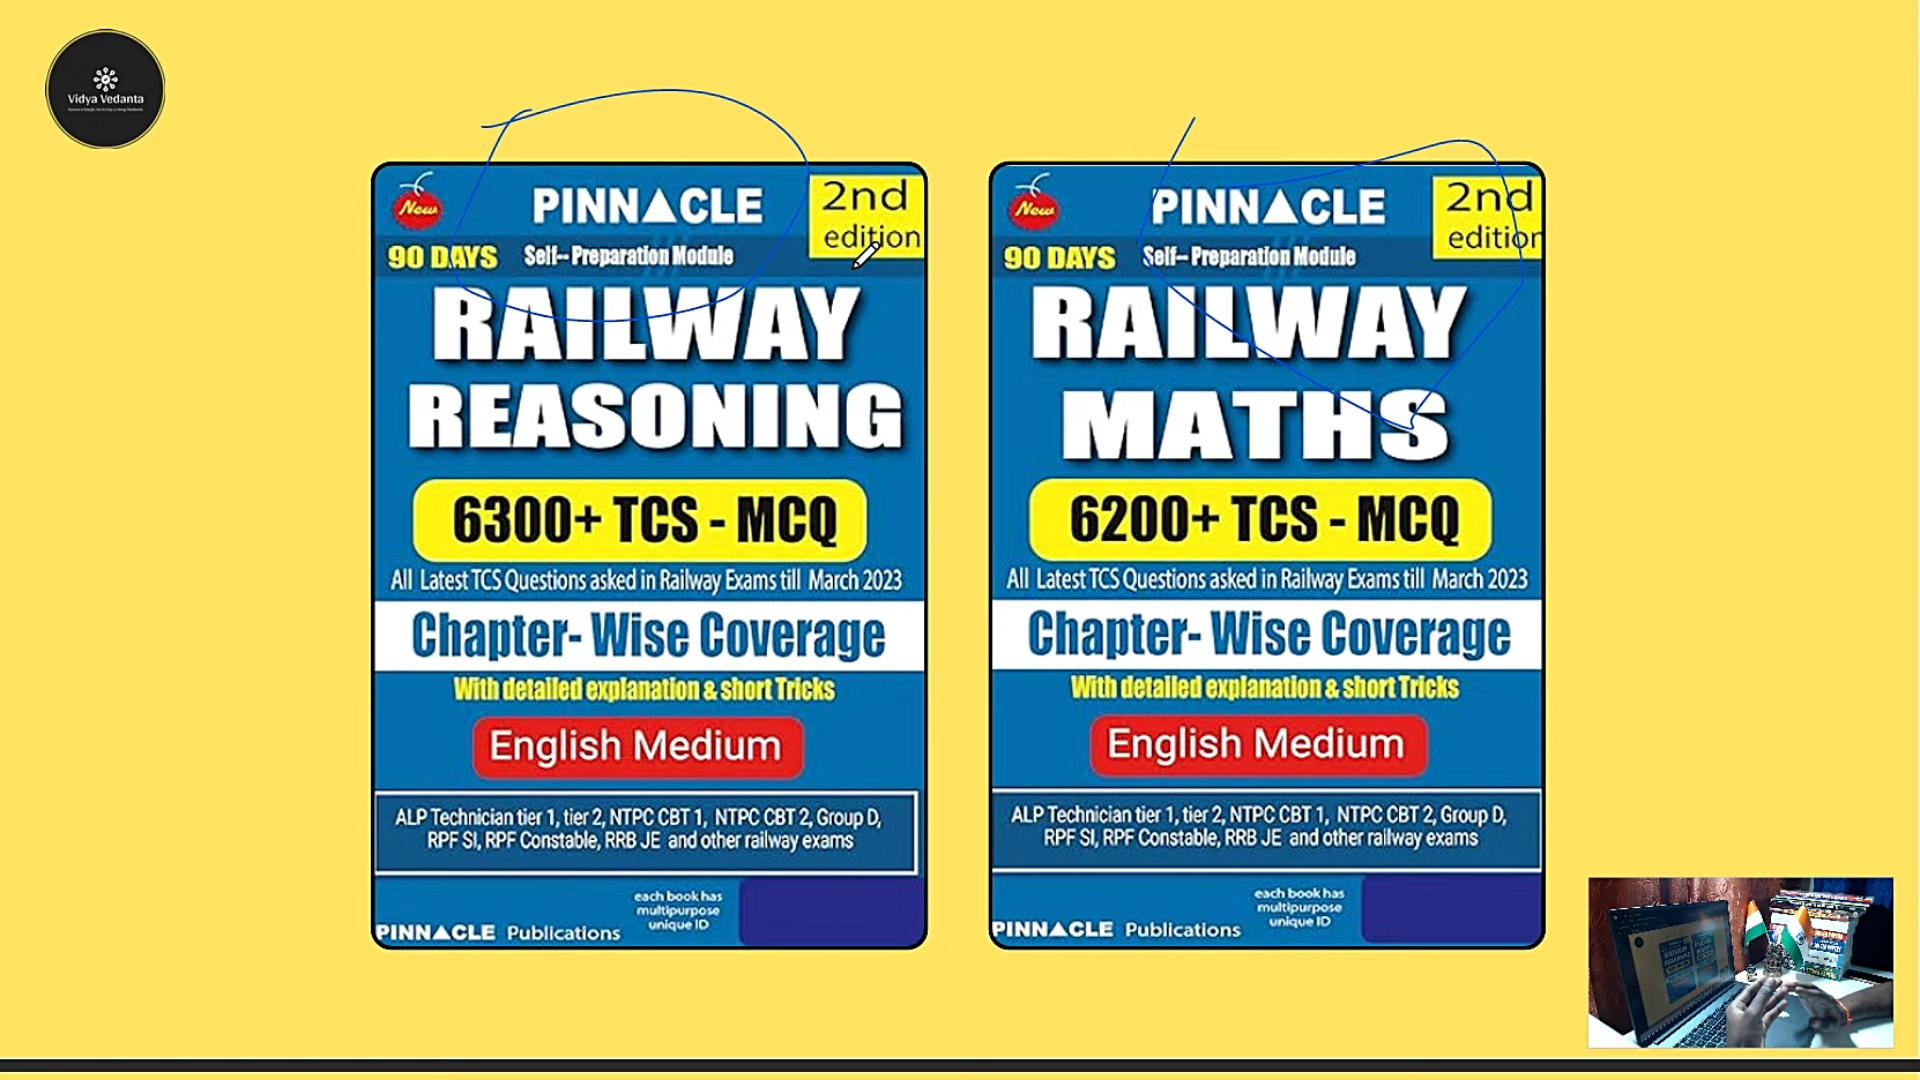 Vidya Vedanta
New
PINNACLE
2nd
edition
90 DAYS Self-Preparation Module
RAILWAY
REASONING
6300+ TCS - MCQ
All Latest TCS Questions asked in Railway Exams till March 2023
Chapter- Wise Coverage
With detailed explanation & short Tricks
English Medium
ALP Technician tier 1, tier 2, NTPC CBT 1, NTPC CBT 2, Group D,
RPF SI, RPF Constable, RRB JE and other railway exams
each book has
multipurpose
unique ID
PINNACLE Publications
New
PINNACLE
2nd
edition
90 DAYS Self-Preparation Module
RAILWAY
MATHS
6200+ TCS - MCQ
All Latest TCS Questions asked in Railway Exams till March 2023
Chapter- Wise Coverage
With detailed explanation & short Tricks
English Medium
ALP Technician tier 1, tier 2, NTPC CBT 1, NTPC CBT 2, Group D,
RPF SI, RPF Constable, RRB JE and other railway exams
each book has
multipurpose
unique ID
PINNACLE Publications